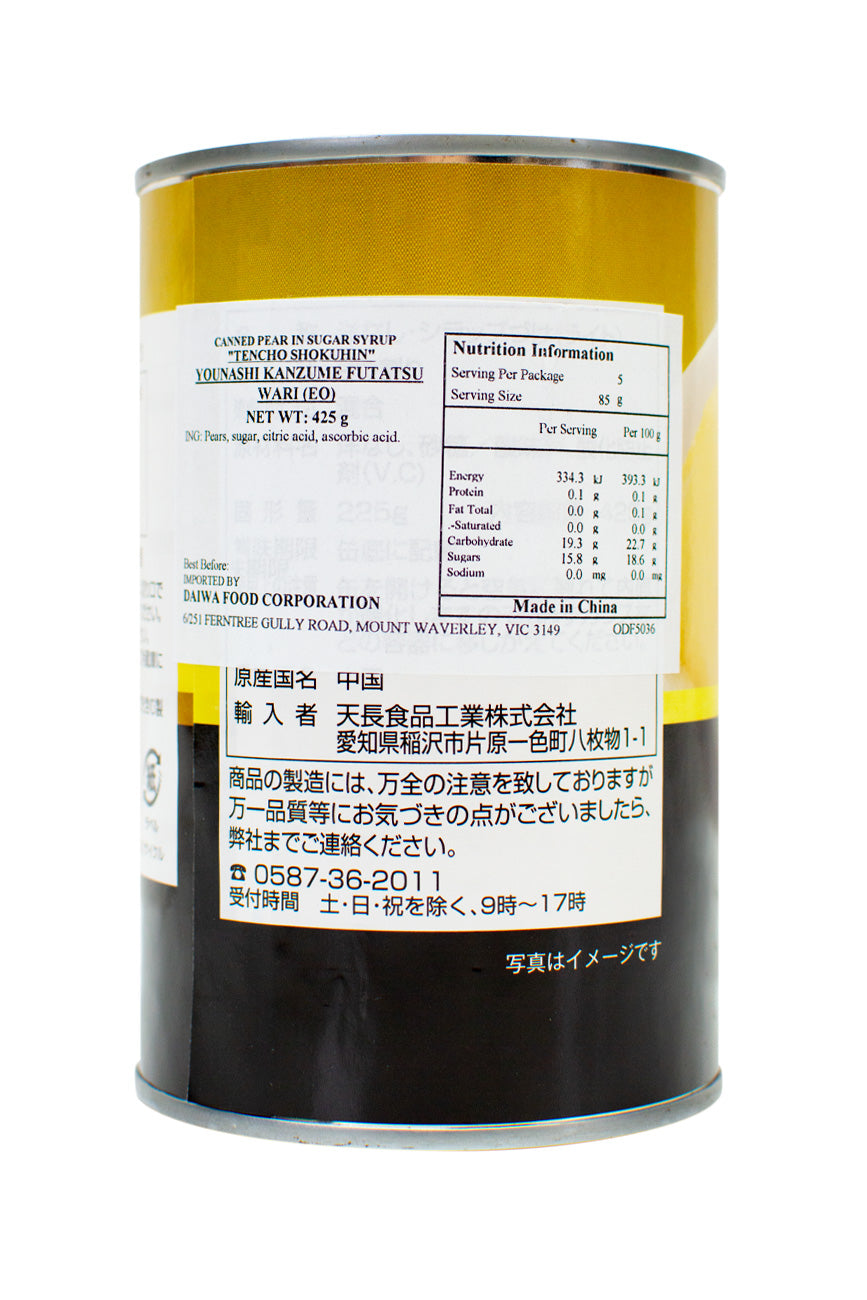 CANNED PEAR IN SUGAR SYRUP
"TENCHO SHOKUHIN"
YOUNASHI KANZUME FUTATSU
WARI (EO)
NET WT: 425 g
ING: Pears, sugar, citric acid, ascorbic acid.
Best Before:
IMPORTED BY
DAIWA FOOD CORPORATION
6/251 FERNTREE GULLY ROAD, MOUNT WAVERLEY, VIC 3149 ODF5036
Nutrition Information
Serving Per Package 5
Serving Size 85 g
Per Serving Per 100 g
Energy 334.3 kJ 393.3 kJ
Protein 0.1 g 0.1 g
Fat Total 0.0 g 0.1 g
.-Saturated 0.0 g 0.0 g
Carbohydrate 19.3 g 22.7 g
Sugars 15.8 g 18.6 g
Sodium 0.0 mg 0.0 mg
Made in China
剤(V.C)
固形量 225g
原産国名 中国
輸入者 天長食品工業株式会社
愛知県稲沢市片原一色町八枚物1-1
商品の製造には、万全の注意を致しておりますが
万一品質等にお気づきの点がございましたら、
弊社までご連絡ください。
☎ 0587-36-2011
受付時間 土・日・祝を除く、9時～17時
写真はイメージです